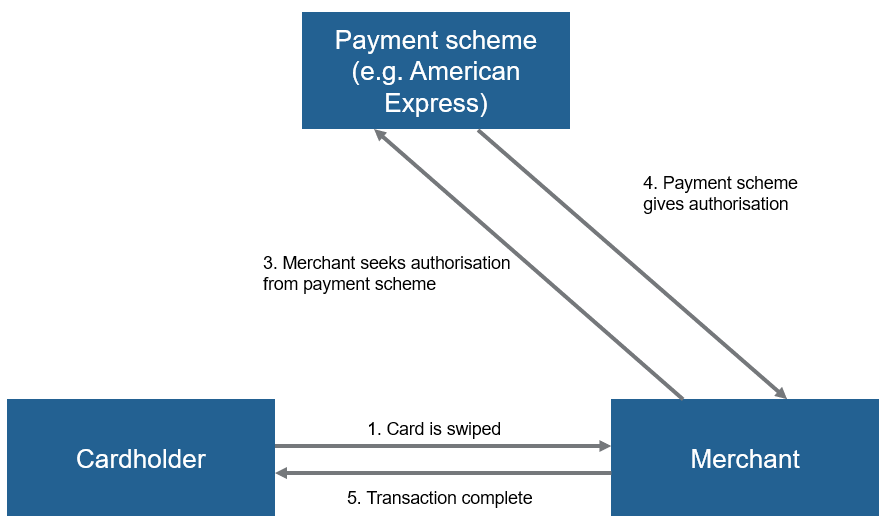 Payment scheme
(e.g. American
Express)
4. Payment scheme
gives authorisation
3. Merchant seeks authorisation
from payment scheme
1. Card is swiped
Cardholder
Merchant
5. Transaction complete